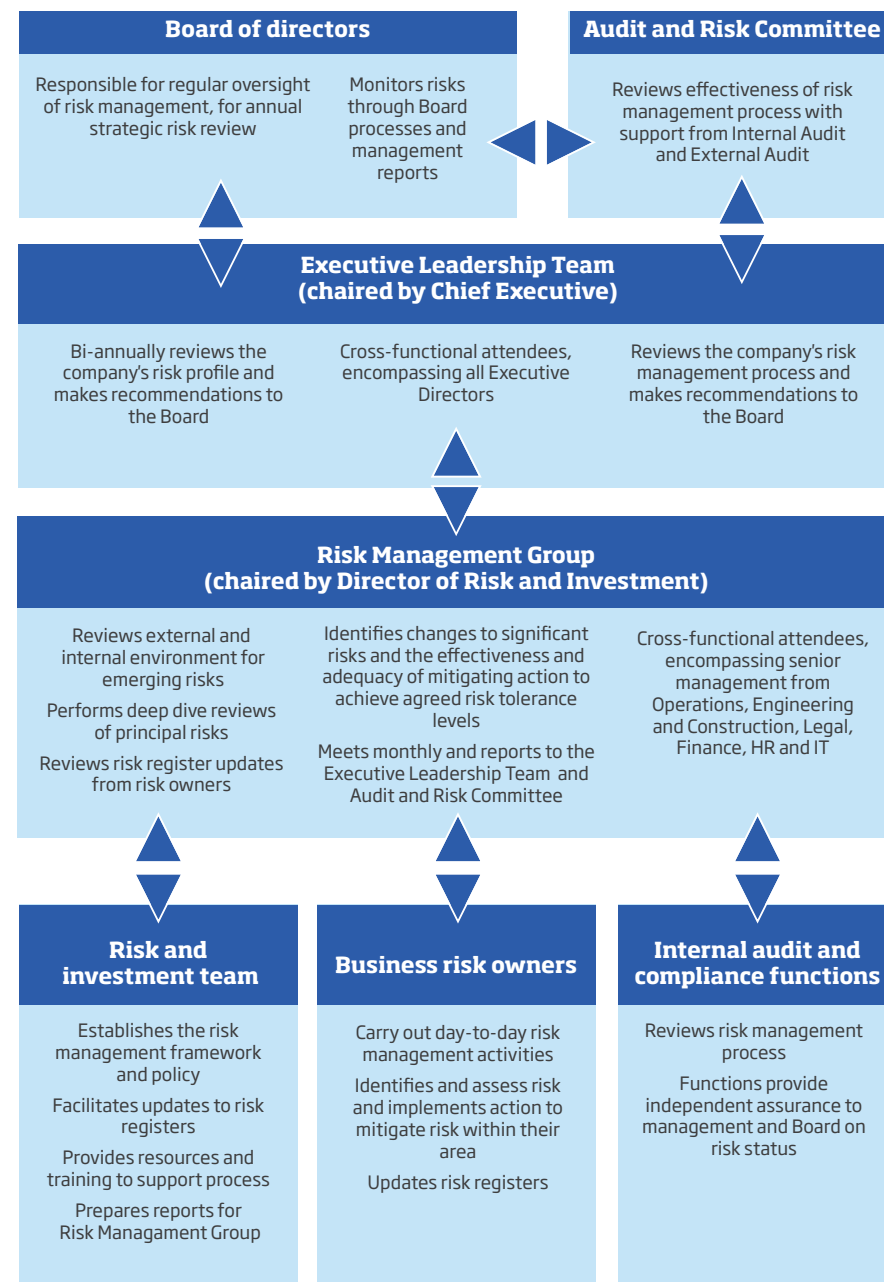 Board of directors
Responsible for regular oversight
of risk management, for annual
strategic risk review
Monitors risks
through Board
processes and
management
reports
Audit and Risk Committee
Reviews effectiveness of risk
management process with
support from Internal Audit
and External Audit
Executive Leadership Team
(chaired by Chief Executive)
Bi-annually reviews the
company's risk profile and
makes recommendations to
the Board
Cross-functional attendees,
encompassing all Executive
Directors
Reviews the company's risk
management process and
makes recommendations to
the Board
Risk Management Group
(chaired by Director of Risk and Investment)
Reviews external and
internal environment for
emerging risks
Performs deep dive reviews
of principal risks
Reviews risk register updates
from risk owners
Identifies changes to significant
risks and the effectiveness and
adequacy of mitigating action to
achieve agreed risk tolerance
levels
Meets monthly and reports to the
Executive Leadership Team and
Audit and Risk Committee
Cross-functional attendees,
encompassing senior
management from
Operations, Engineering
and Construction, Legal,
Finance, HR and IT
Risk and
investment team
Establishes the risk
management framework
and policy
Facilitates updates to risk
registers
Provides resources and
training to support process
Prepares reports for
Risk Managament Group
Business risk owners
Carry out day-to-day risk
management activities
Identifies and assess risk
and implements action to
mitigate risk within their
area
Updates risk registers
Internal audit and
compliance functions
Reviews risk management
process
Functions provide
independent assurance to
management and Board on
risk status